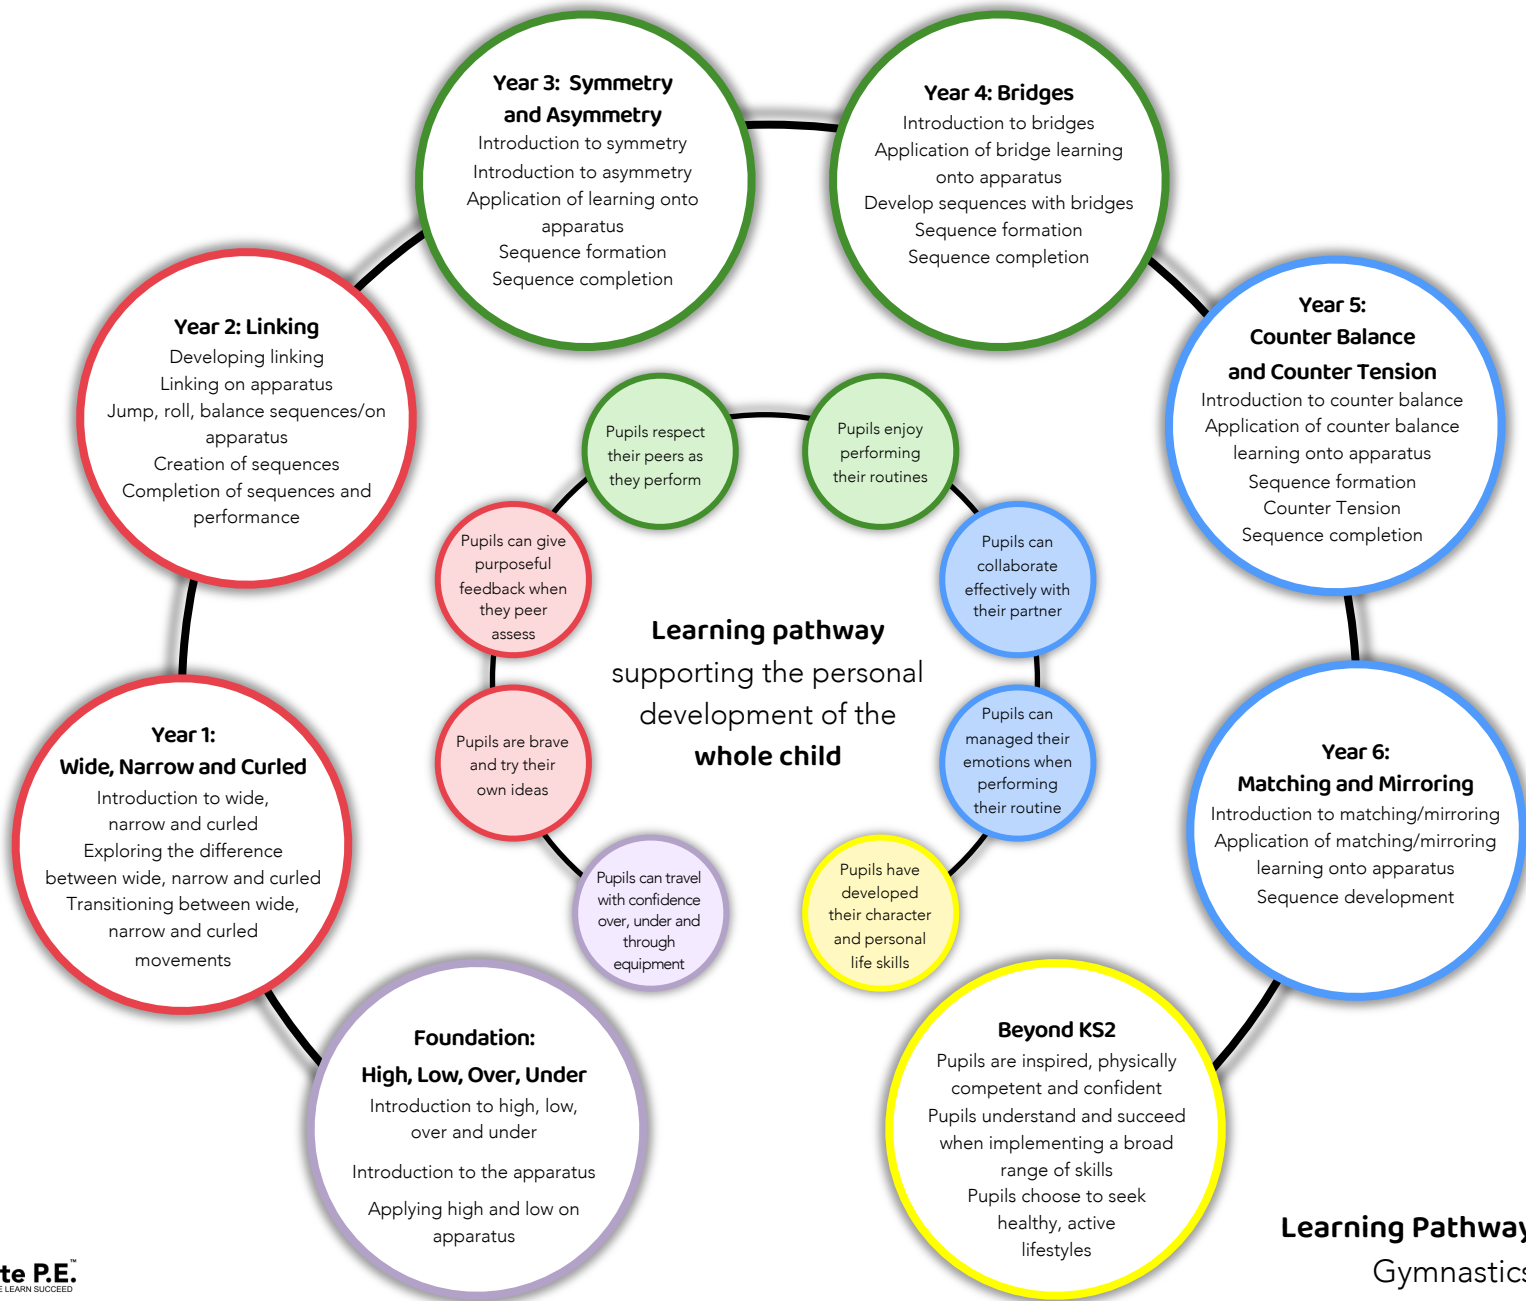 Year 3: Symmetry
and Asymmetry
Introduction to symmetry
Introduction to asymmetry
Application of learning onto
apparatus
Sequence formation
Sequence completion
Year 4: Bridges
Introduction to bridges
Application of bridge learning
onto apparatus
Develop sequences with bridges
Sequence formation
Sequence completion
Year 2: Linking
Developing linking
Linking on apparatus
Jump, roll, balance sequences/on
apparatus
Creation of sequences
Completion of sequences and
performance
Year 5:
Counter Balance
and Counter Tension
Introduction to counter balance
Application of counter balance
learning onto apparatus
Sequence formation
Counter Tension
Sequence completion
Pupils respect
their peers as
they perform
Pupils enjoy
performing
their routines
Pupils can give
purposeful
feedback when
they peer
assess
Pupils can
collaborate
effectively with
their partner
Learning pathway
supporting the personal
development of the
whole child
Year 1:
Wide, Narrow and Curled
Introduction to wide,
narrow and curled
Exploring the difference
between wide, narrow and curled
Transitioning between wide,
narrow and curled
movements
Pupils are brave
and try their
own ideas
Pupils can
managed their
emotions when
performing
their routine
Year 6:
Matching and Mirroring
Introduction to matching/mirroring
Application of matching/mirroring
learning onto apparatus
Sequence development
Pupils can travel
with confidence
over, under and
through
equipment
Pupils have
developed
their character
and personal
life skills
Foundation:
High, Low, Over, Under
Introduction to high, low,
over and under
Introduction to the apparatus
Applying high and low on
apparatus
Beyond KS2
Pupils are inspired, physically
competent and confident
Pupils understand and succeed
when implementing a broad
range of skills
Pupils choose to seek
healthy, active
lifestyles
Learning Pathway
Gymnastics
te P.E.™
E LEARN SUCCEED